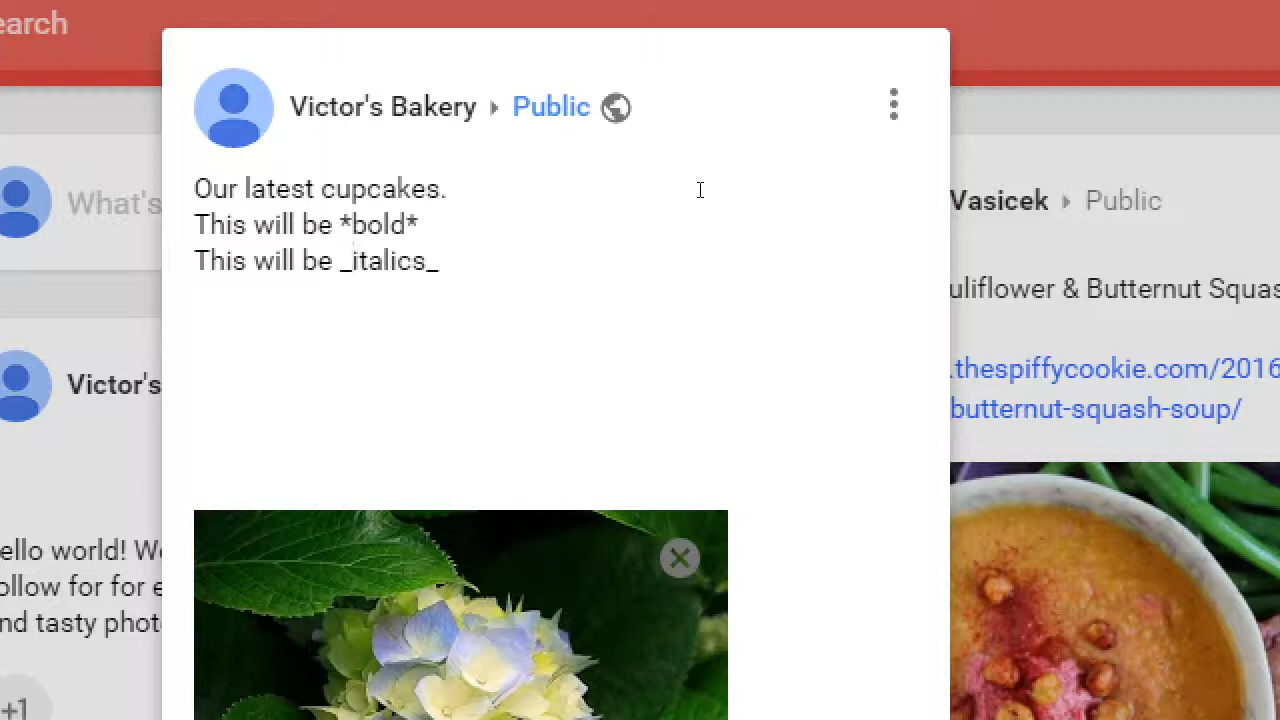 earch
Victor's Bakery Public
Our latest cupcakes.
This will be *bold*
This will be _italics_
What's
Victor's
ello world! W
ollow for for e
nd tasty phot
+1
Vasicek Public
uliflower & Butternut Squas
.thespiffycookie.com/2016
butternut-squash-soup/